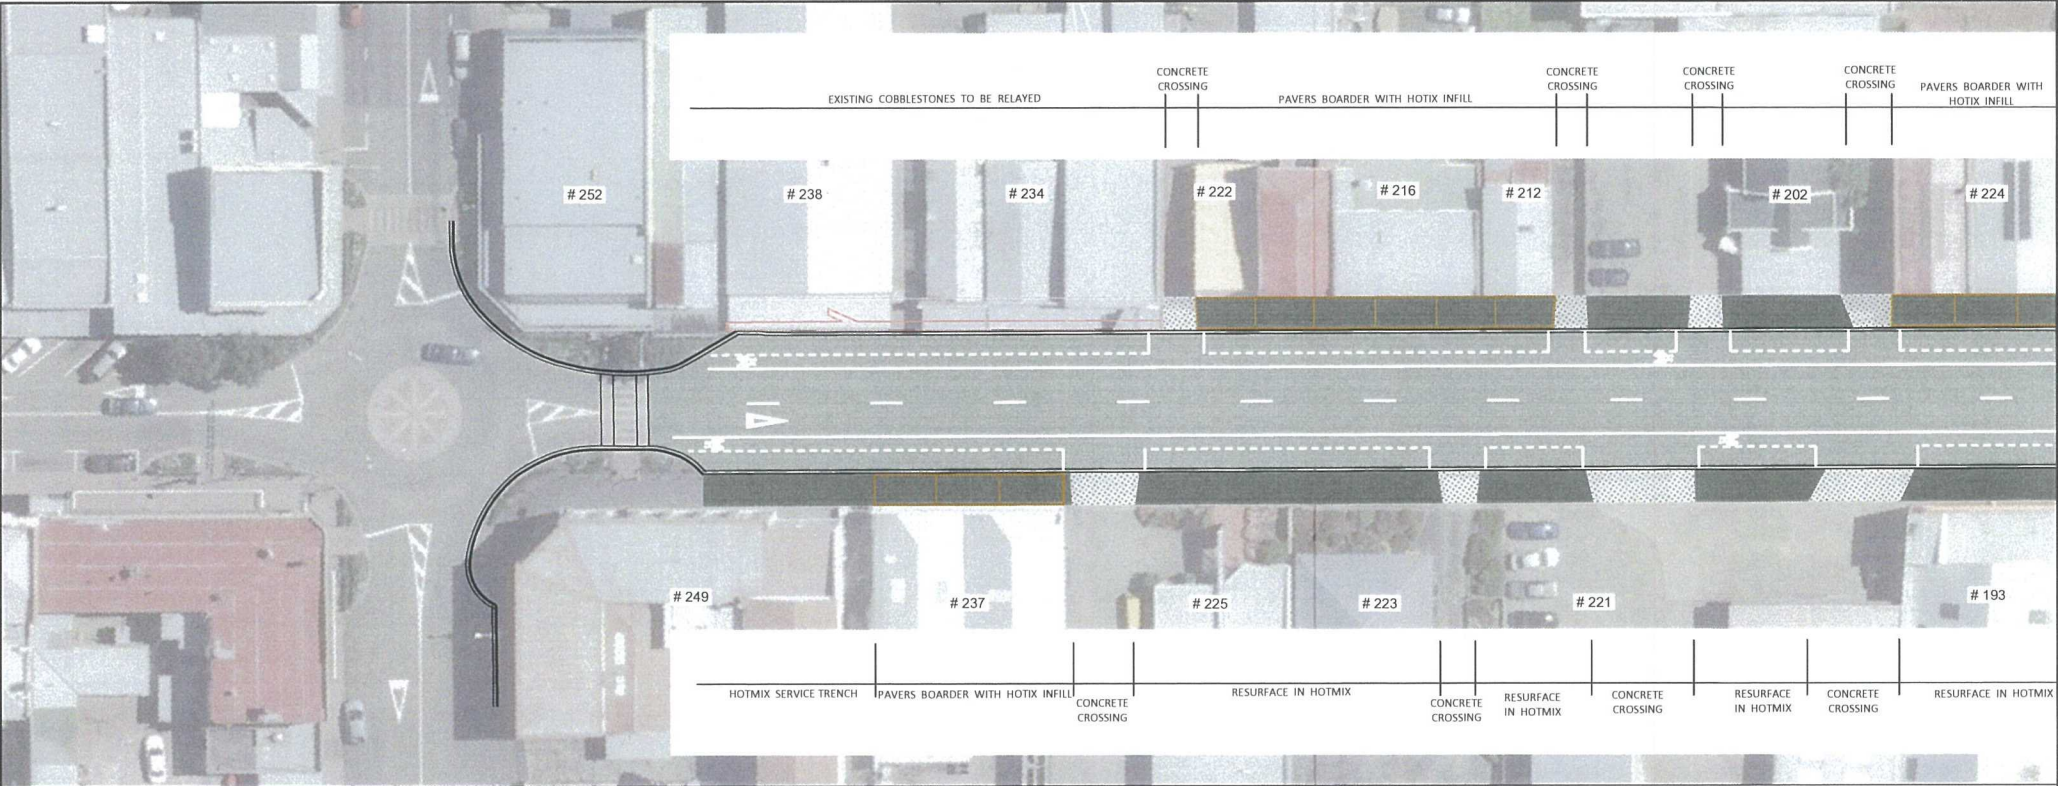 CONCRETE
CROSSING
CONCRETE
CROSSING
CONCRETE
CROSSING
CONCRETE
CROSSING
EXISTING COBBLESTONES TO BE RELAYED
PAVERS BOARDER WITH HOTIX INFILL
PAVERS BOARDER WITH
HOTIX INFILL
# 252
# 238
# 234
# 222
# 216
# 212
# 202
# 224
# 249
# 237
# 225
# 223
# 221
# 193
HOTMIX SERVICE TRENCH
PAVERS BOARDER WITH HOTIX INFILL
CONCRETE
CROSSING
RESURFACE IN HOTMIX
CONCRETE
CROSSING
RESURFACE
IN HOTMIX
CONCRETE
CROSSING
RESURFACE
IN HOTMIX
CONCRETE
CROSSING
RESURFACE IN HOTMIX